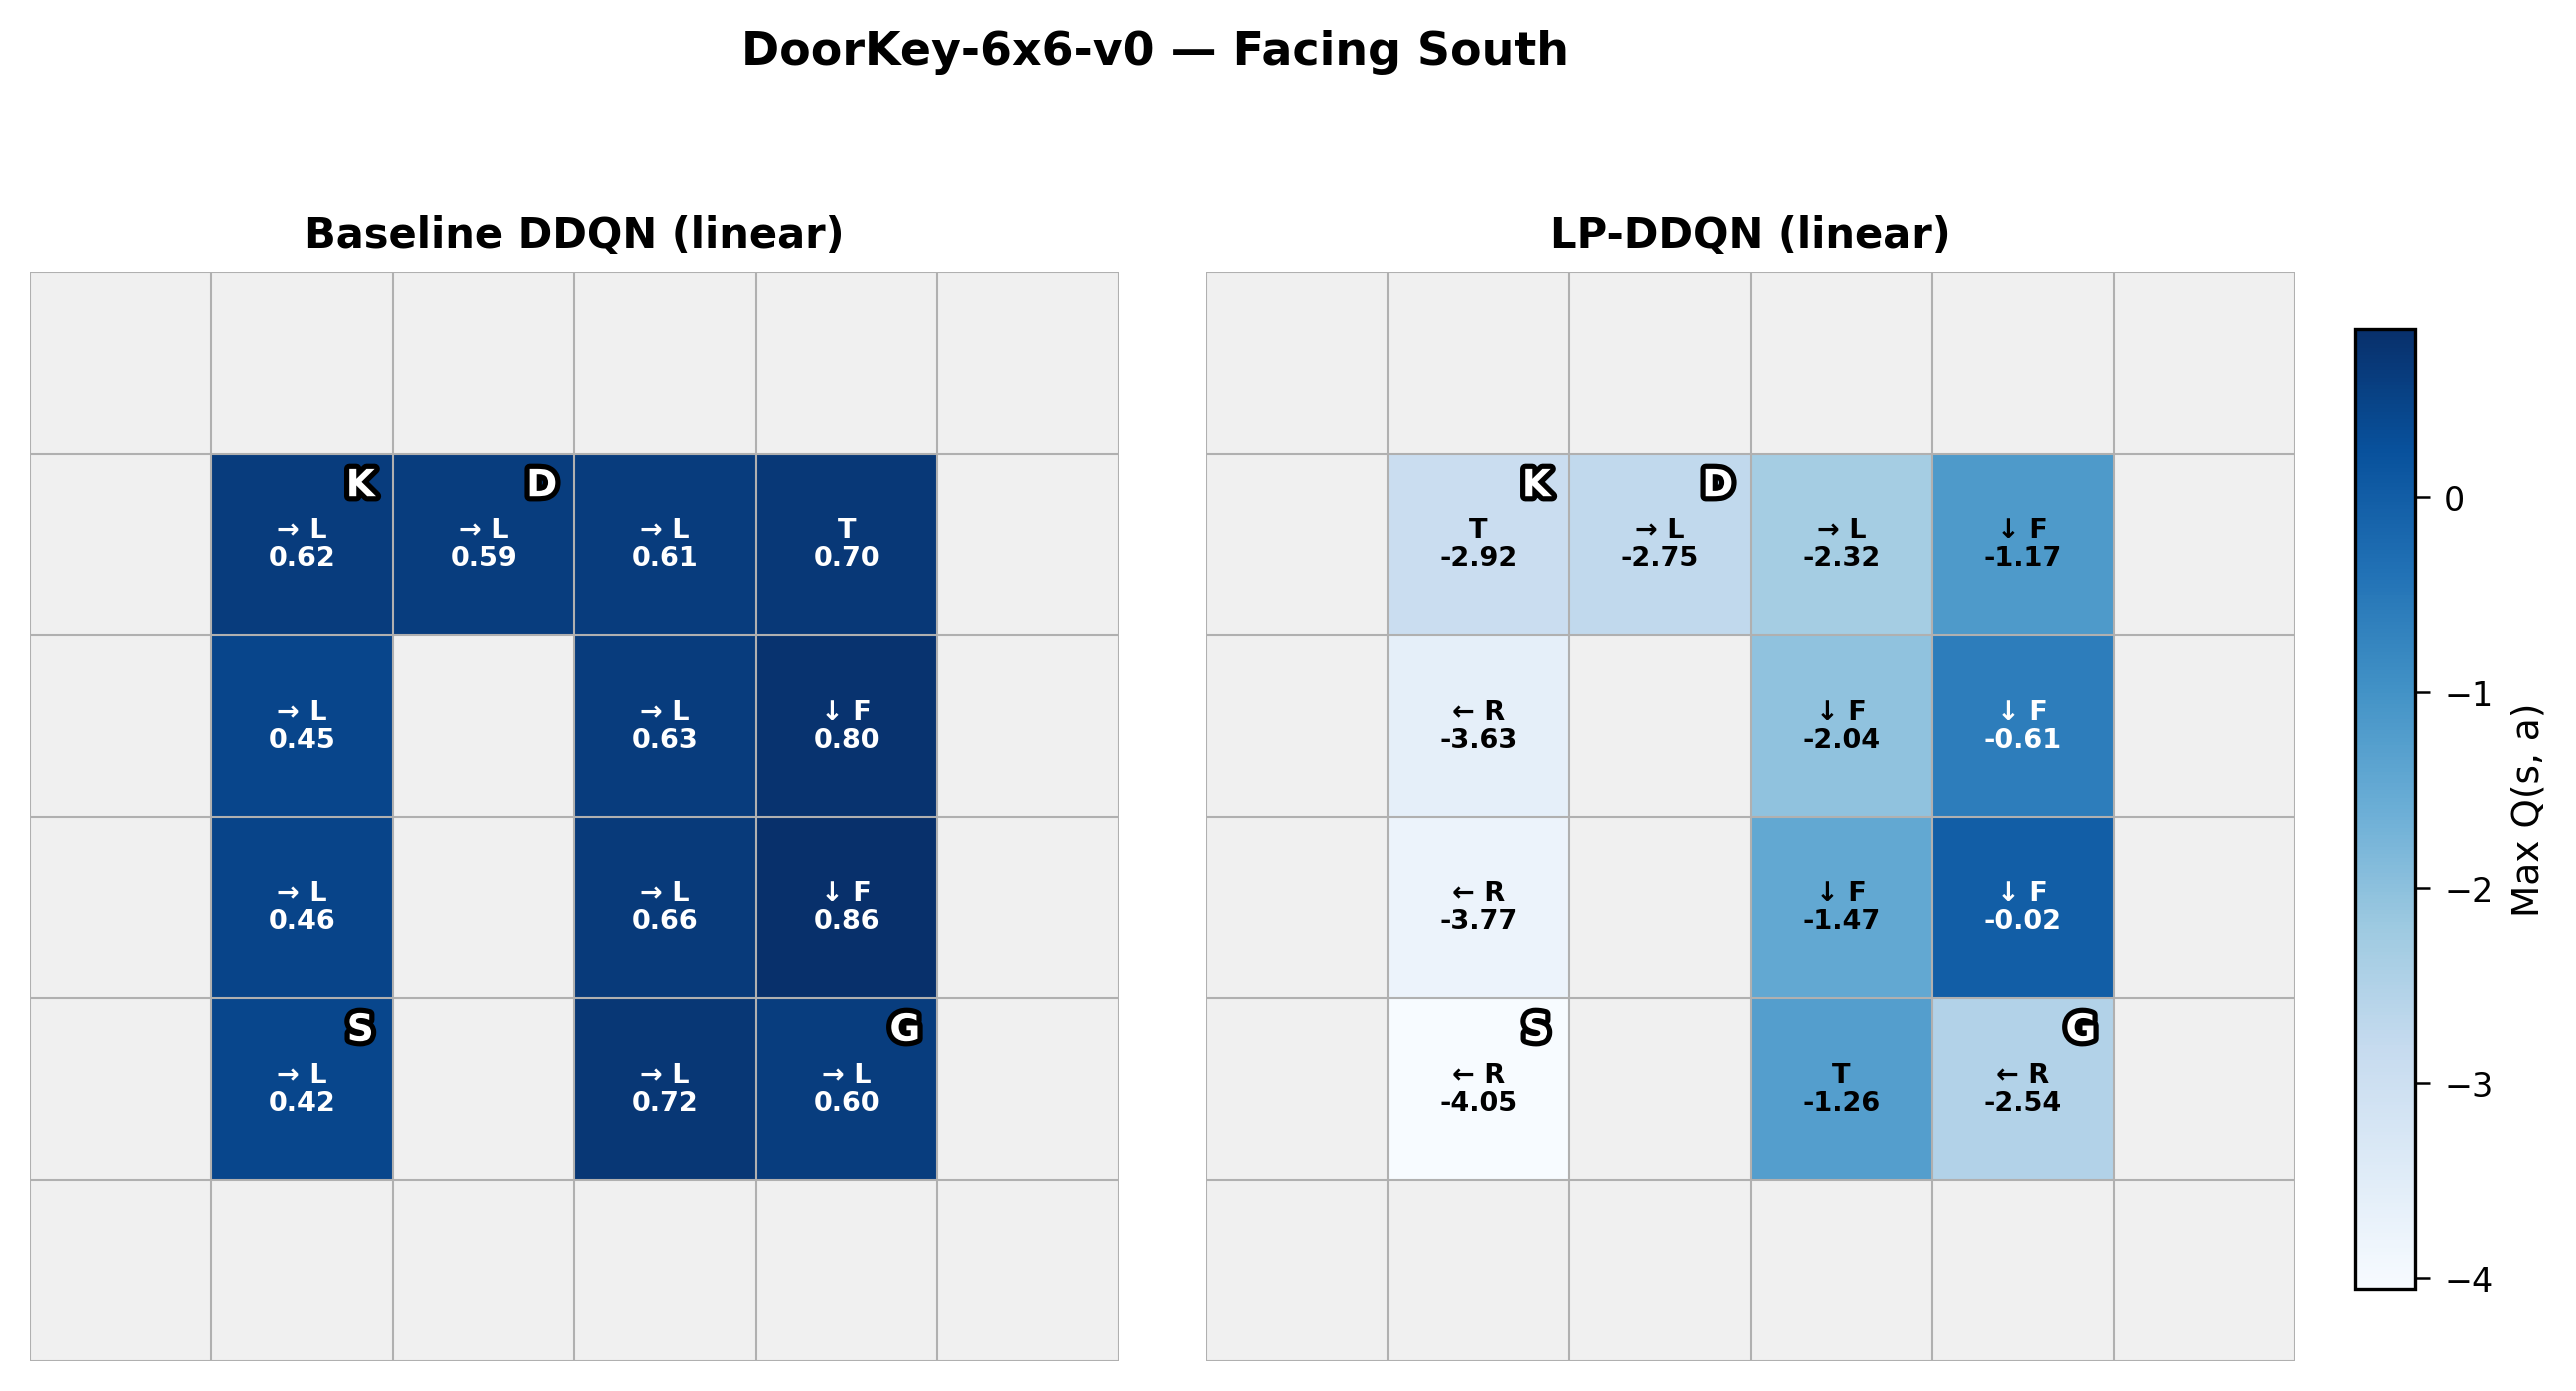 DoorKey-6x6-v0 — Facing South
Baseline DDQN (linear)
K
→ L
0.62
D
→ L
0.59
→ L
0.61
T
0.70
→ L
0.45
→ L
0.63
↓ F
0.80
→ L
0.46
→ L
0.66
↓ F
0.86
S
→ L
0.42
→ L
0.72
G
→ L
0.60
LP-DDQN (linear)
K
T
-2.92
D
→ L
-2.75
→ L
-2.32
↓ F
-1.17
← R
-3.63
↓ F
-2.04
↓ F
-0.61
← R
-3.77
↓ F
-1.47
↓ F
-0.02
S
← R
-4.05
T
-1.26
G
← R
-2.54
0
−1
−2
−3
−4
Max Q(s, a)